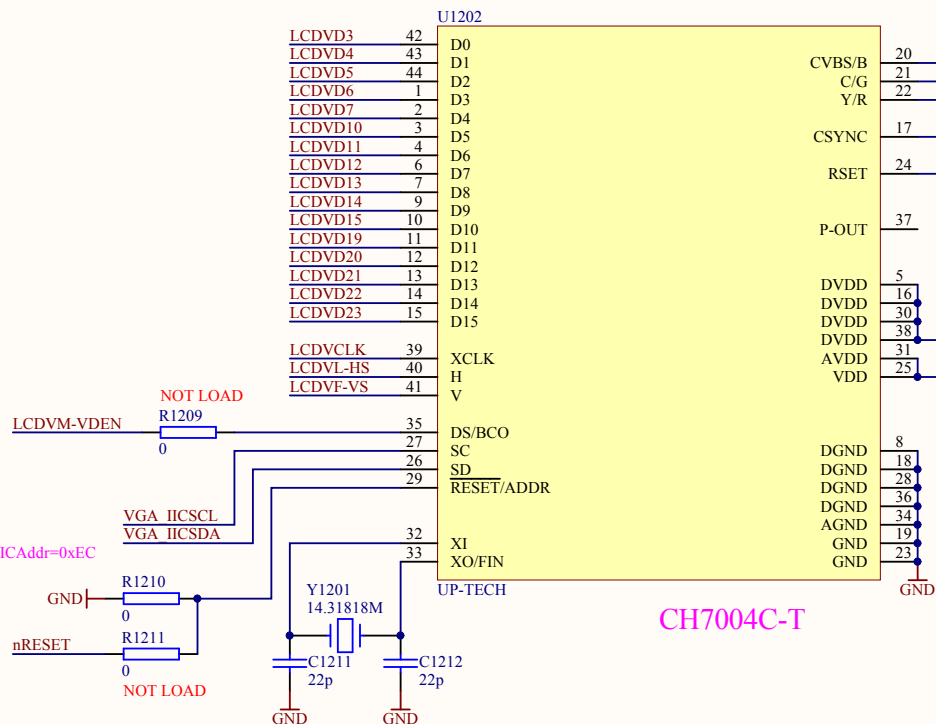 U1202
LCDVD3 42 D0
LCDVD4 43 D1
LCDVD5 44 D2
LCDVD6 1 D3
LCDVD7 2 D4
LCDVD10 3 D5
LCDVD11 4 D6
LCDVD12 6 D7
LCDVD13 7 D8
LCDVD14 9 D9
LCDVD15 10 D10
LCDVD19 11 D11
LCDVD20 12 D12
LCDVD21 13 D13
LCDVD22 14 D14
LCDVD23 15 D15
LCDVCLK 39 XCLK
LCDVL-HS 40 H
LCDVF-VS 41 V
NOT LOAD
R1209
LCDVM-VDEN 35 DS/BCO
0
27 SC
26 SD
29 RESET/ADDR
VGA_IICSCL
VGA_IICSDA
32 XI
33 XO/FIN
ICAddr=0xEC
CVBS/B 20
C/G 21
Y/R 22
CSYNC 17
RSET 24
P-OUT 37
DVDD 5
DVDD 16
DVDD 30
DVDD 38
AVDD 31
VDD 25
DGND 8
DGND 18
DGND 28
DGND 36
AGND 34
GND 19
GND 23
GND
UP-TECH
CH7004C-T
R1210
GND
0
R1211
nRESET
0
NOT LOAD
Y1201
14.31818M
C1211
22p
C1212
22p
GND
GND